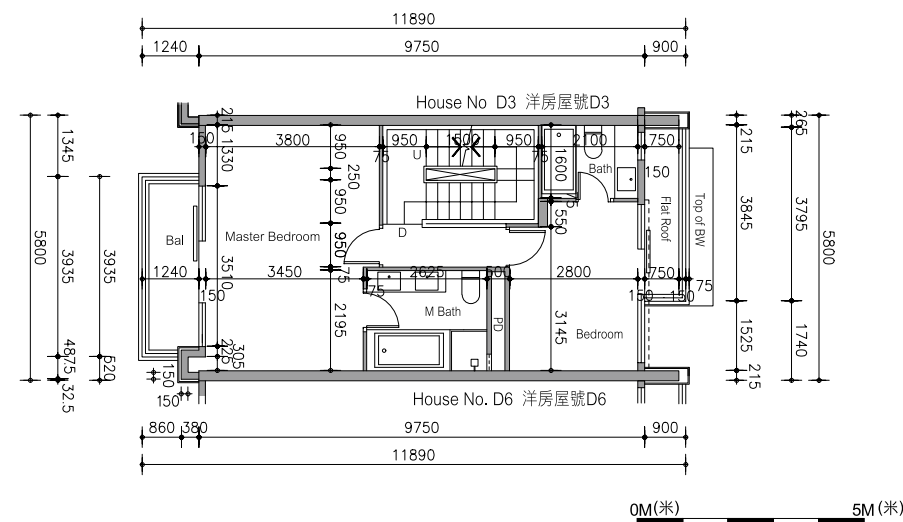 11890
1240 9750 900
House No D3 洋房屋號D3
215 150 3800 1330 950 75 250 950 1500 950 75 2100 750 265 215
U
1600
Bath
150
1345
950
75
550
Flat Roof
Top of BW
3845
3795
Bal
Master Bedroom
D
950
5800
3935
3935
5800
1240 3510 3450 75 2625 500 2800 750 75
150 75 150 150
M Bath
PD
2195
3145
Bedroom
1525
1740
4875
520
225
305
150
32.5
150
215
House No. D6 洋房屋號D6
860 380 9750 900
11890
0M(米) 5M(米)